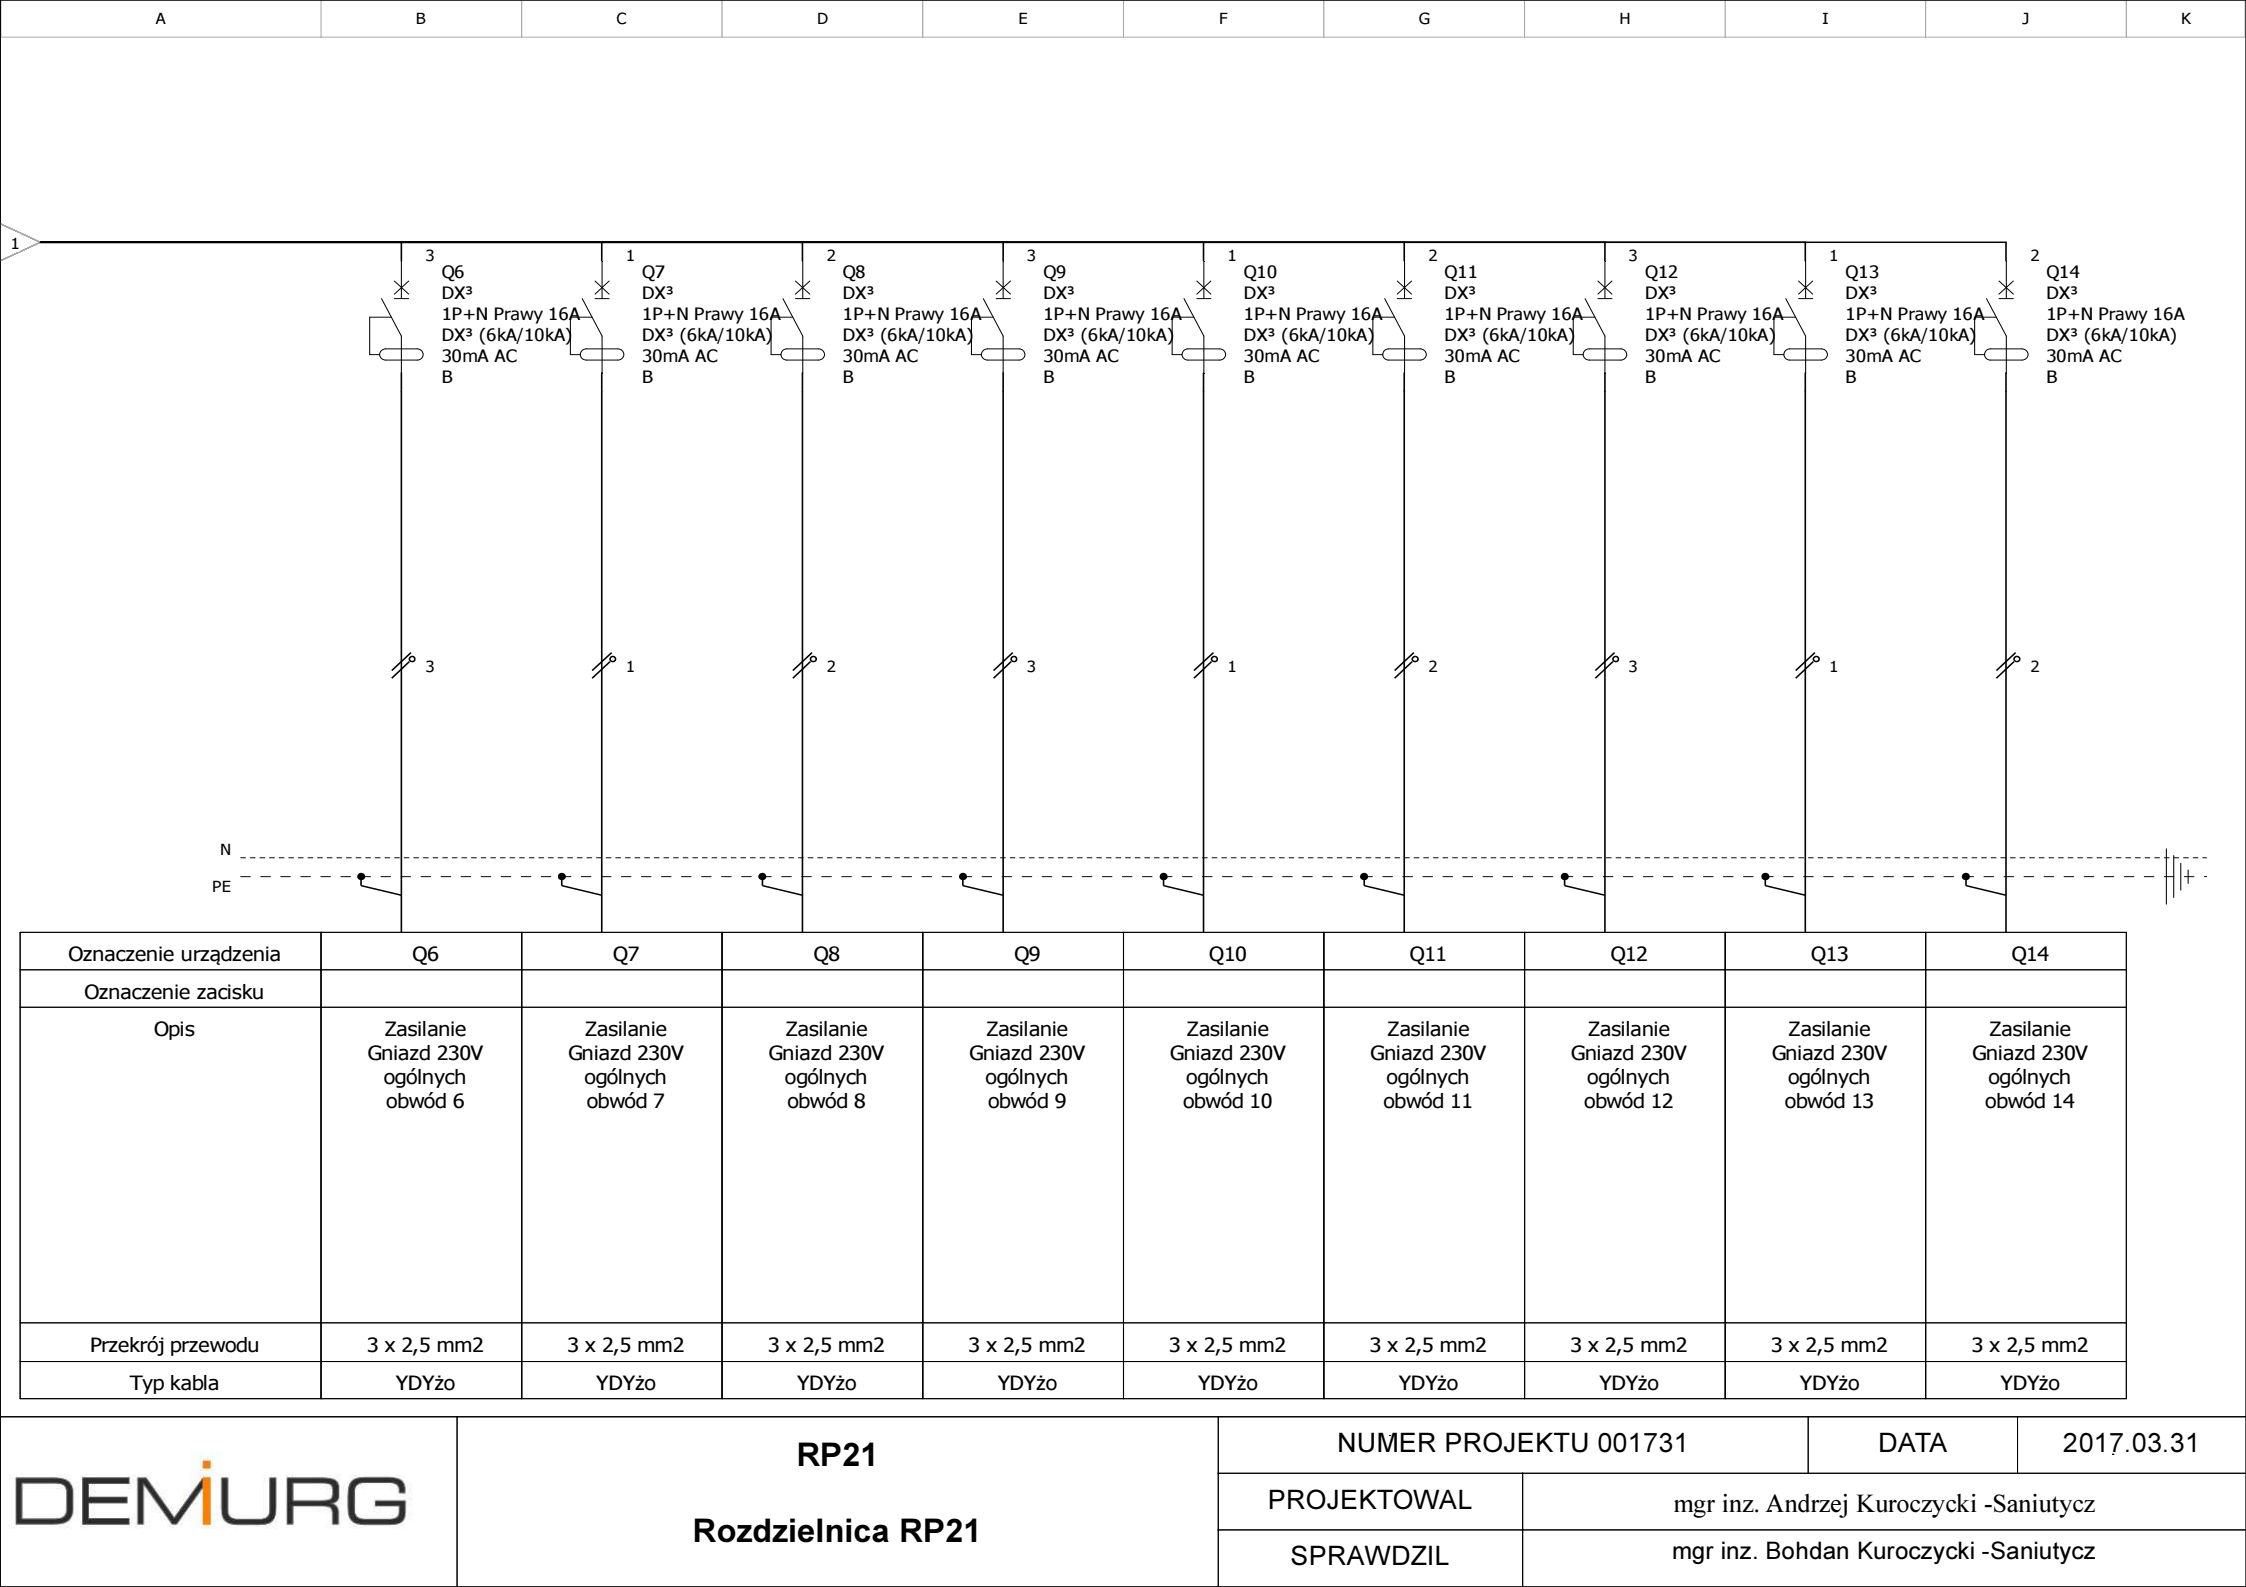 A B C D E F G H I J K
1
3 1 2 3 1 2 3 1 2
Q6 Q7 Q8 Q9 Q10 Q11 Q12 Q13 Q14
DX³ DX³ DX³ DX³ DX³ DX³ DX³ DX³ DX³
1P+N Prawy 16A 1P+N Prawy 16A 1P+N Prawy 16A 1P+N Prawy 16A 1P+N Prawy 16A 1P+N Prawy 16A 1P+N Prawy 16A 1P+N Prawy 16A 1P+N Prawy 16A
DX³ (6kA/10kA) DX³ (6kA/10kA) DX³ (6kA/10kA) DX³ (6kA/10kA) DX³ (6kA/10kA) DX³ (6kA/10kA) DX³ (6kA/10kA) DX³ (6kA/10kA) DX³ (6kA/10kA)
30mA AC 30mA AC 30mA AC 30mA AC 30mA AC 30mA AC 30mA AC 30mA AC 30mA AC
B B B B B B B B B
3 1 2 3 1 2 3 1 2
N
PE
Oznaczenie urządzenia Q6 Q7 Q8 Q9 Q10 Q11 Q12 Q13 Q14
Oznaczenie zacisku
Opis Zasilanie Zasilanie Zasilanie Zasilanie Zasilanie Zasilanie Zasilanie Zasilanie Zasilanie
Gniazd 230V Gniazd 230V Gniazd 230V Gniazd 230V Gniazd 230V Gniazd 230V Gniazd 230V Gniazd 230V Gniazd 230V
ogólnych ogólnych ogólnych ogólnych ogólnych ogólnych ogólnych ogólnych ogólnych
obwód 6 obwód 7 obwód 8 obwód 9 obwód 10 obwód 11 obwód 12 obwód 13 obwód 14
Przekrój przewodu 3 x 2,5 mm2 3 x 2,5 mm2 3 x 2,5 mm2 3 x 2,5 mm2 3 x 2,5 mm2 3 x 2,5 mm2 3 x 2,5 mm2 3 x 2,5 mm2 3 x 2,5 mm2
Typ kabla YDYżo YDYżo YDYżo YDYżo YDYżo YDYżo YDYżo YDYżo YDYżo
DEMiURG
RP21
Rozdzielnica RP21
NUMER PROJEKTU 001731 DATA 2017.03.31
PROJEKTOWAL mgr inz. Andrzej Kuroczycki -Saniutycz
SPRAWDZIL mgr inz. Bohdan Kuroczycki -Saniutycz